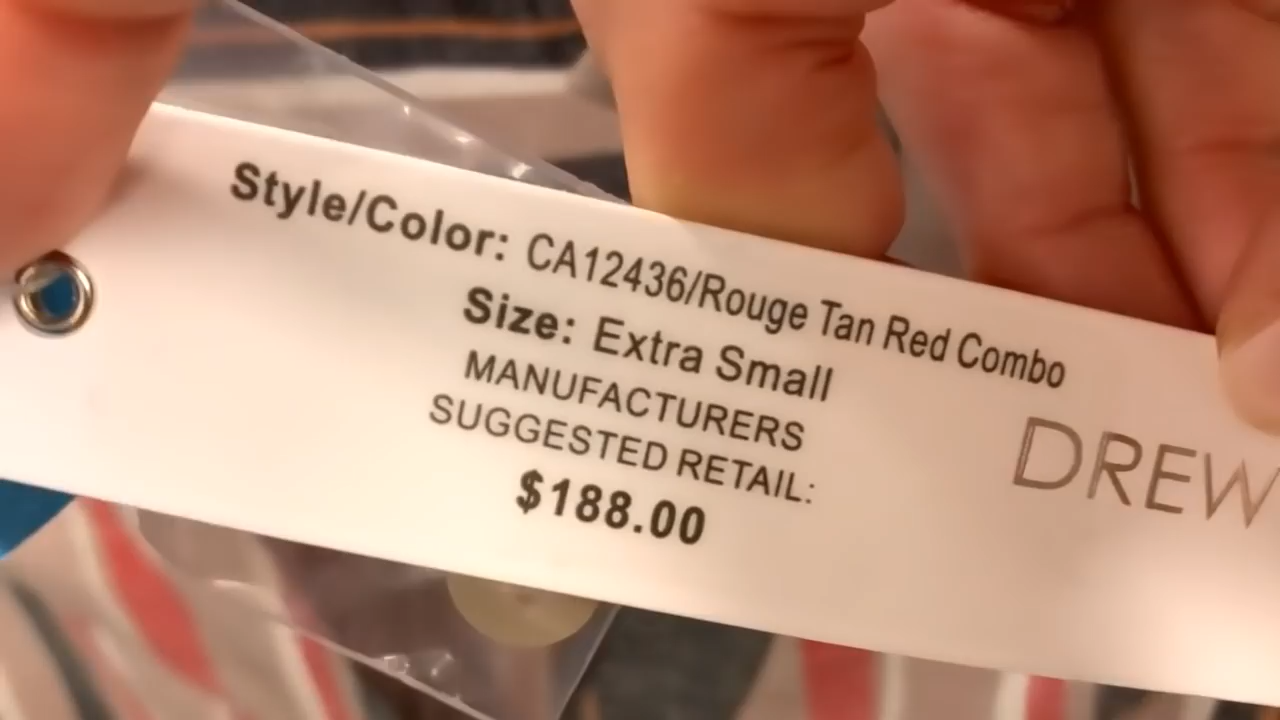 Style/Color: CA12436/Rouge Tan Red Combo
Size: Extra Small
MANUFACTURERS
SUGGESTED RETAIL:
$188.00
DREW